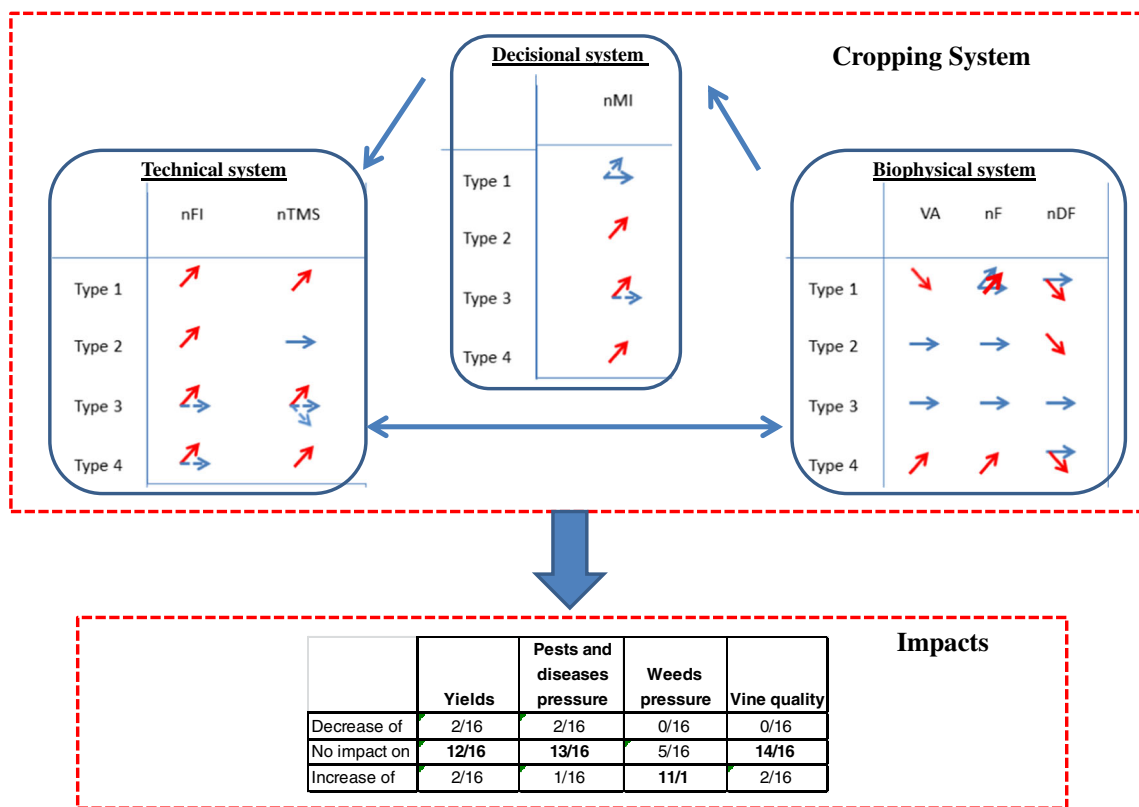 Cropping System
Decisional system
nMI
Type 1
Type 2
Type 3
Type 4
Technical system
nFI nTMS
Type 1
Type 2
Type 3
Type 4
Biophysical system
VA nF nDF
Type 1
Type 2
Type 3
Type 4
Impacts
Yields Pests and diseases pressure Weeds pressure Vine quality
Decrease of 2/16 2/16 0/16 0/16
No impact on 12/16 13/16 5/16 14/16
Increase of 2/16 1/16 11/1 2/16